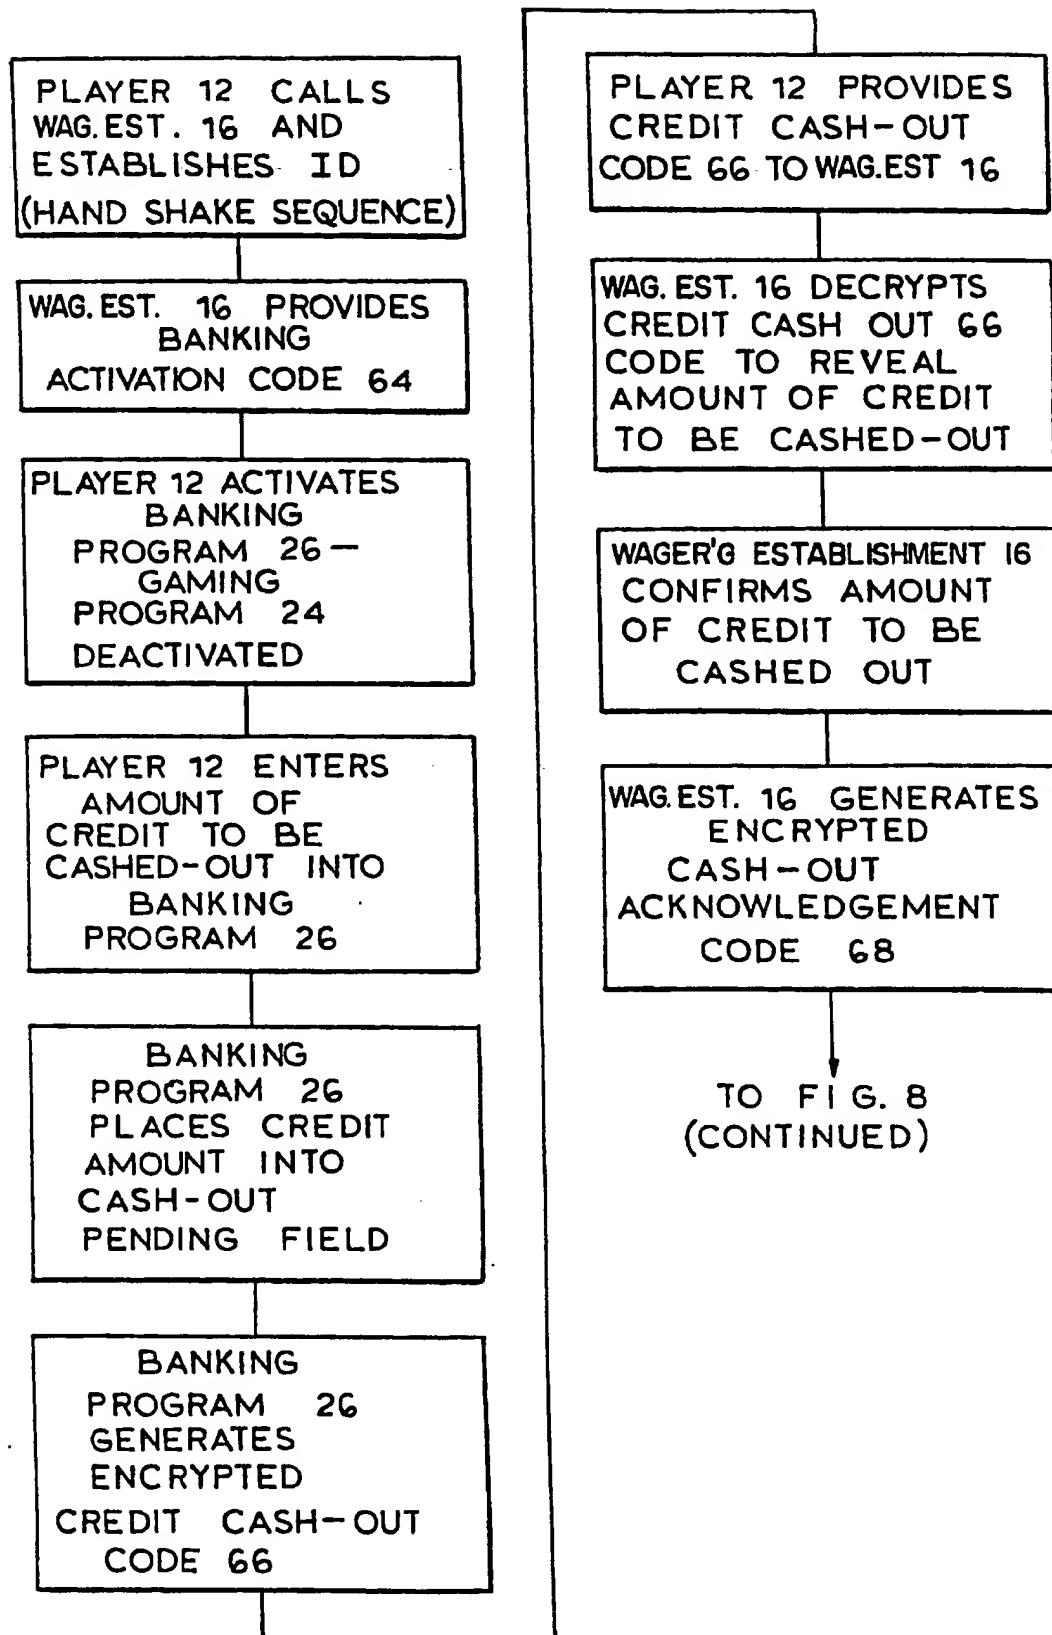 PLAYER 12 CALLS
WAG.EST. 16 AND
ESTABLISHES ID
(HAND SHAKE SEQUENCE)
WAG.EST. 16 PROVIDES
BANKING
ACTIVATION CODE 64
PLAYER 12 ACTIVATES
BANKING
PROGRAM 26 —
GAMING
PROGRAM 24
DEACTIVATED
PLAYER 12 ENTERS
AMOUNT OF
CREDIT TO BE
CASHED-OUT INTO
BANKING
PROGRAM 26
BANKING
PROGRAM 26
PLACES CREDIT
AMOUNT INTO
CASH-OUT
PENDING FIELD
BANKING
PROGRAM 26
GENERATES
ENCRYPTED
CREDIT CASH-OUT
CODE 66
PLAYER 12 PROVIDES
CREDIT CASH-OUT
CODE 66 TO WAG.EST 16
WAG. EST. 16 DECRYPTS
CREDIT CASH OUT 66
CODE TO REVEAL
AMOUNT OF CREDIT
TO BE CASHED-OUT
WAGER'G ESTABLISHMENT 16
CONFIRMS AMOUNT
OF CREDIT TO BE
CASHED OUT
WAG.EST. 16 GENERATES
ENCRYPTED
CASH-OUT
ACKNOWLEDGEMENT
CODE 68
TO FIG. 8
(CONTINUED)